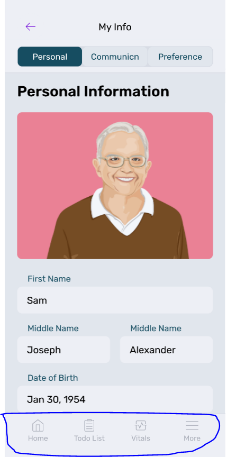 My Info
Personal Communicn Preference
Personal Information
First Name
Sam
Middle Name Middle Name
Joseph Alexander
Date of Birth
Jan 30, 1954
Home Todo List Vitals More